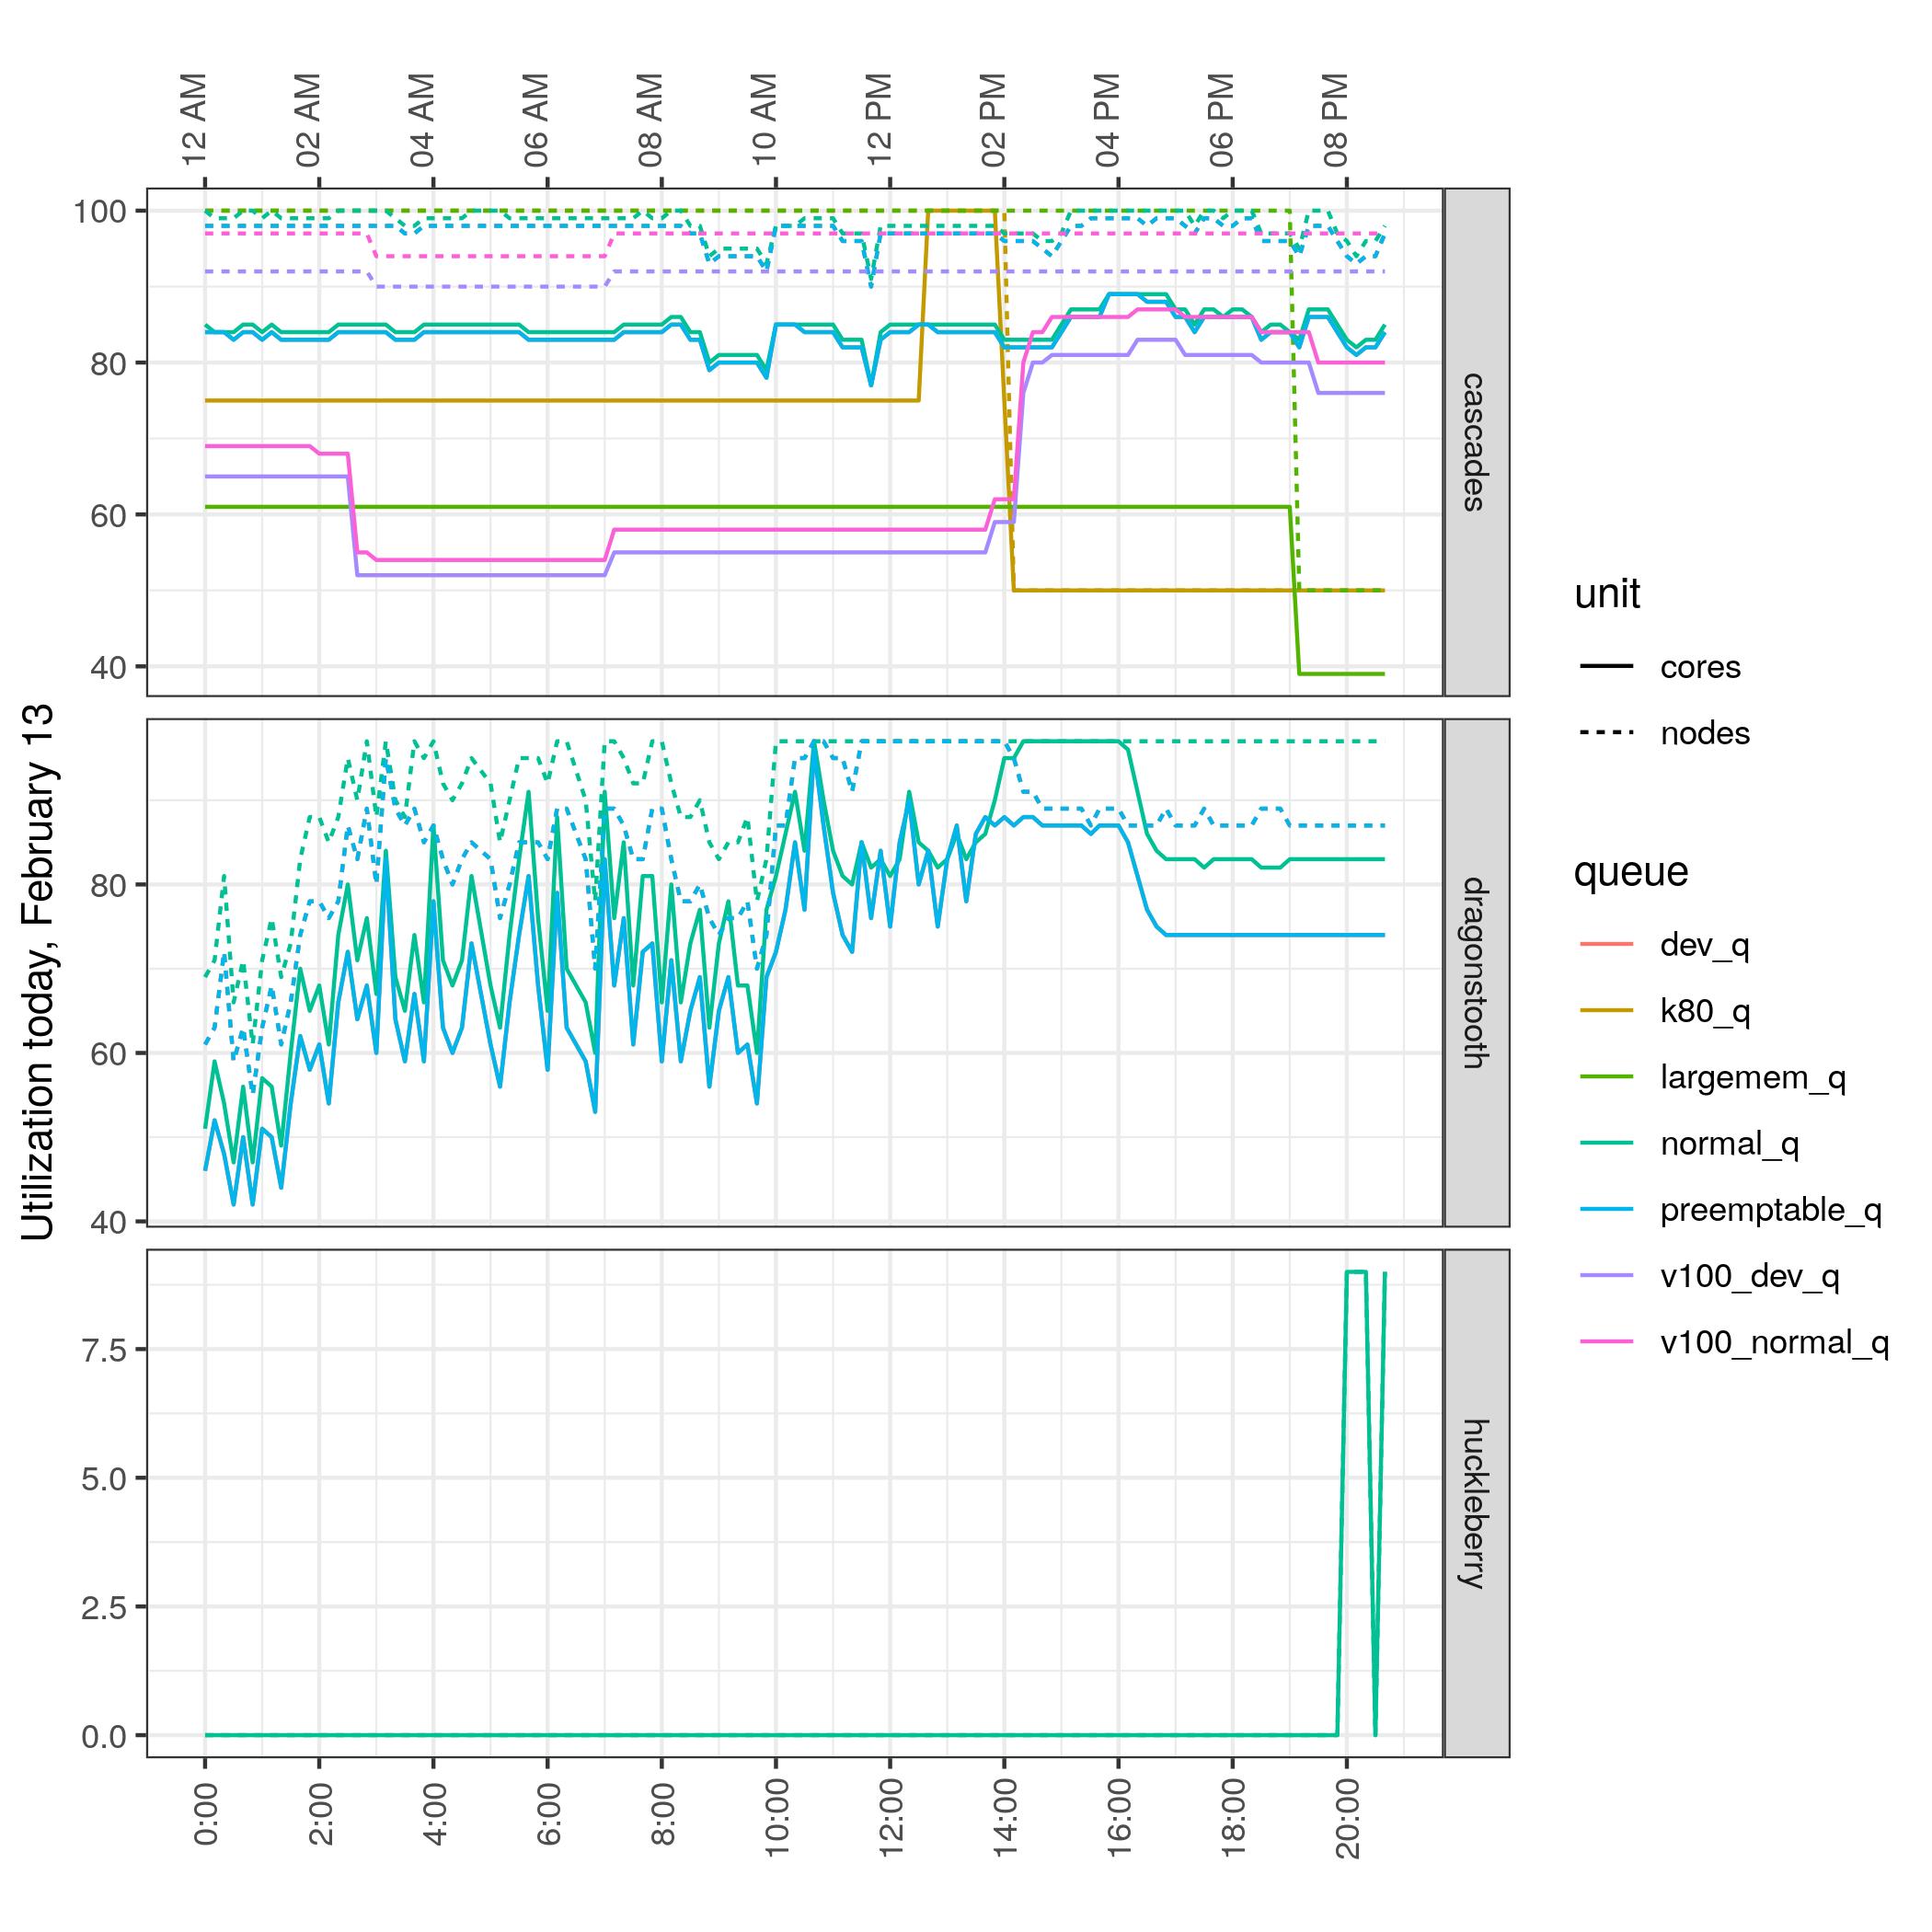 12 AM
02 AM
04 AM
06 AM
08 AM
10 AM
12 PM
02 PM
04 PM
06 PM
08 PM
Utilization today, February 13
100
80
60
40
cascades
80
60
40
dragonstooth
7.5
5.0
2.5
0.0
huckleberry
0:00
2:00
4:00
6:00
8:00
10:00
12:00
14:00
16:00
18:00
20:00
unit
cores
nodes
queue
dev_q
k80_q
largemem_q
normal_q
preemptable_q
v100_dev_q
v100_normal_q